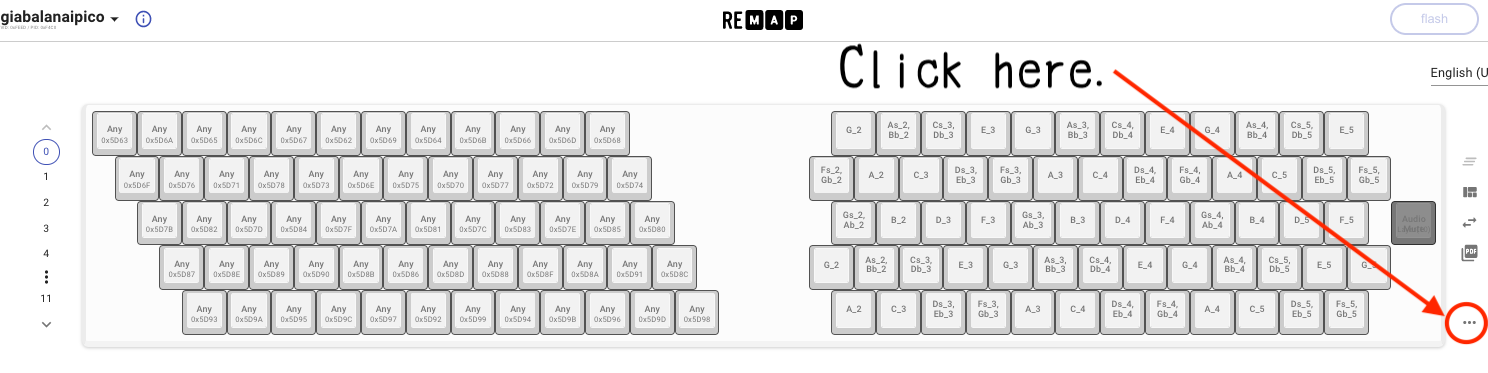 giabalanaipico
REMAP
flash
Click here.
English (U
0
1
2
3
4
11
Any Any Any Any Any Any Any Any Any Any Any Any
0x5D63 0x5D6A 0x5D65 0x5D6C 0x5D67 0x5D62 0x5D69 0x5D64 0x5D6B 0x5D66 0x5D6D 0x5D68
Any Any Any Any Any Any Any Any Any Any Any Any
0x5D6F 0x5D76 0x5D71 0x5D78 0x5D73 0x5D6E 0x5D75 0x5D70 0x5D77 0x5D72 0x5D79 0x5D74
Any Any Any Any Any Any Any Any Any Any Any Any
0x5D7B 0x5D82 0x5D7D 0x5D84 0x5D7F 0x5D7A 0x5D81 0x5D7C 0x5D83 0x5D7E 0x5D85 0x5D80
Any Any Any Any Any Any Any Any Any Any Any Any
0x5D87 0x5D8E 0x5D89 0x5D90 0x5D8B 0x5D86 0x5D8D 0x5D88 0x5D8F 0x5D8A 0x5D91 0x5D8C
Any Any Any Any Any Any Any Any Any Any Any Any
0x5D93 0x5D9A 0x5D95 0x5D9C 0x5D97 0x5D92 0x5D99 0x5D94 0x5D9B 0x5D96 0x5D9D 0x5D98
G_2 As_2, Cs_3, E_3 G_3 As_3, Cs_4, E_4 G_4 As_4, Cs_5, E_5
Bb_2 Db_3 Bb_3 Db_4 Bb_4 Db_5
Fs_2, A_2 C_3 Ds_3, Fs_3, A_3 C_4 Ds_4, Fs_4, A_4 C_5 Ds_5, Fs_5,
Gb_2 Eb_3 Gb_3 Eb_4 Gb_4 Eb_5 Gb_5
Gs_2, B_2 D_3 F_3 Gs_3, B_3 D_4 F_4 Gs_4, B_4 D_5 F_5 Audio
Ab_2 Ab_3 Ab_4 Mute
G_2 As_2, Cs_3, E_3 G_3 As_3, Cs_4, E_4 G_4 As_4, Cs_5, E_5 G_5
Bb_2 Db_3 Bb_3 Db_4 Bb_4 Db_5
A_2 C_3 Ds_3, Fs_3, A_3 C_4 Ds_4, Fs_4, A_4 C_5 Ds_5, Fs_5,
Eb_3 Gb_3 Eb_4 Gb_4 Eb_5 Gb_5
PDF